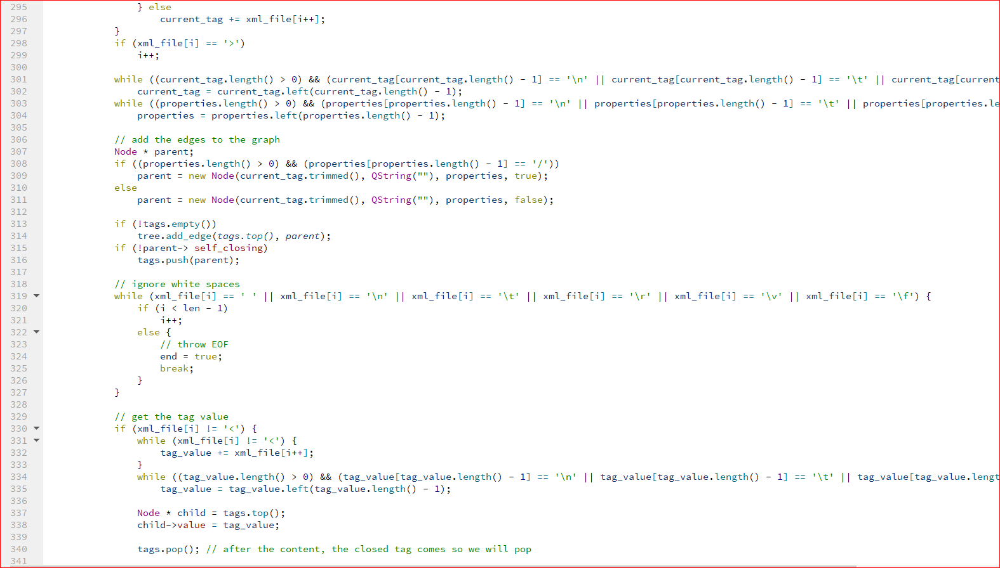 295 } else
296 current_tag += xml_file[i++];
297 }
298 if (xml_file[i] == '>')
299 i++;
300
301 while ((current_tag.length() > 0) && (current_tag[current_tag.length() - 1] == '\n' || current_tag[current_tag.length() - 1] == '\t' || current_tag[current
302 current_tag = current_tag.left(current_tag.length() - 1);
303 while ((properties.length() > 0) && (properties[properties.length() - 1] == '\n' || properties[properties.length() - 1] == '\t' || properties[properties.le
304 properties = properties.left(properties.length() - 1);
305
306 // add the edges to the graph
307 Node * parent;
308 if ((properties.length() > 0) && (properties[properties.length() - 1] == '/'))
309 parent = new Node(current_tag.trimmed(), QString(""), properties, true);
310 else
311 parent = new Node(current_tag.trimmed(), QString(""), properties, false);
312
313 if (!tags.empty())
314 tree.add_edge(tags.top(), parent);
315 if (!parent-> self_closing)
316 tags.push(parent);
317
318 // ignore white spaces
319 while (xml_file[i] == ' ' || xml_file[i] == '\n' || xml_file[i] == '\t' || xml_file[i] == '\r' || xml_file[i] == '\v' || xml_file[i] == '\f') {
320 if (i < len - 1)
321 i++;
322 else {
323 // throw EOF
324 end = true;
325 break;
326 }
327 }
328
329 // get the tag value
330 if (xml_file[i] != '<') {
331 while (xml_file[i] != '<') {
332 tag_value += xml_file[i++];
333 }
334 while ((tag_value.length() > 0) && (tag_value[tag_value.length() - 1] == '\n' || tag_value[tag_value.length() - 1] == '\t' || tag_value[tag_value.lengt
335 tag_value = tag_value.left(tag_value.length() - 1);
336
337 Node * child = tags.top();
338 child->value = tag_value;
339
340 tags.pop(); // after the content, the closed tag comes so we will pop
341